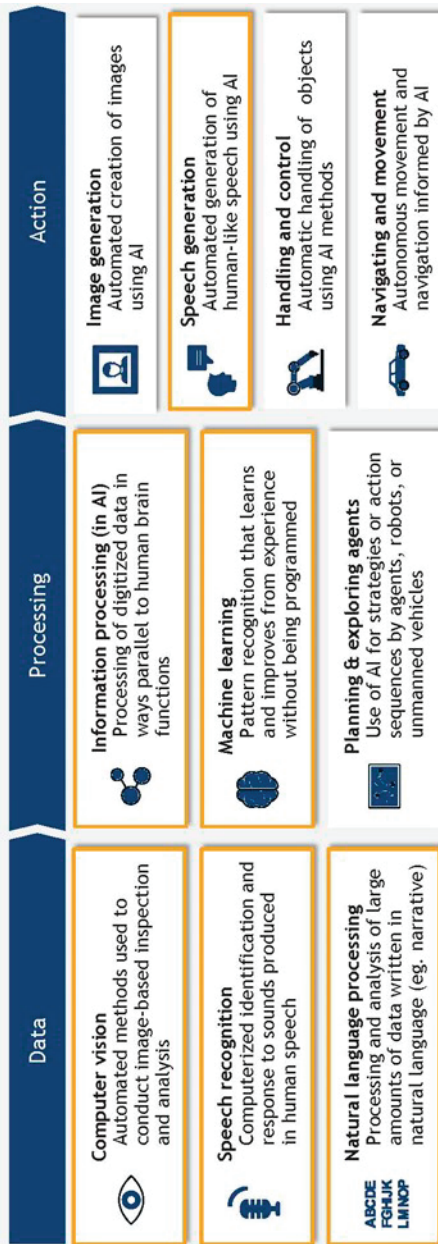 Data
Computer vision
Automated methods used to
conduct image-based inspection
and analysis
Speech recognition
Computerized identification and
response to sounds produced
in human speech
ABCDE
FGHIJK
LMNOP
Natural language processing
Processing and analysis of large
amounts of data written in
natural language (eg. narrative)
Processing
Information processing (in AI)
Processing of digitized data in
ways parallel to human brain
functions
Machine learning
Pattern recognition that learns
and improves from experience
without being programmed
Planning & exploring agents
Use of AI for strategies or action
sequences by agents, robots, or
unmanned vehicles
Action
Image generation
Automated creation of images
using AI
Speech generation
Automated generation of
human-like speech using AI
Handling and control
Automatic handling of objects
using AI methods
Navigating and movement
Autonomous movement and
navigation informed by AI